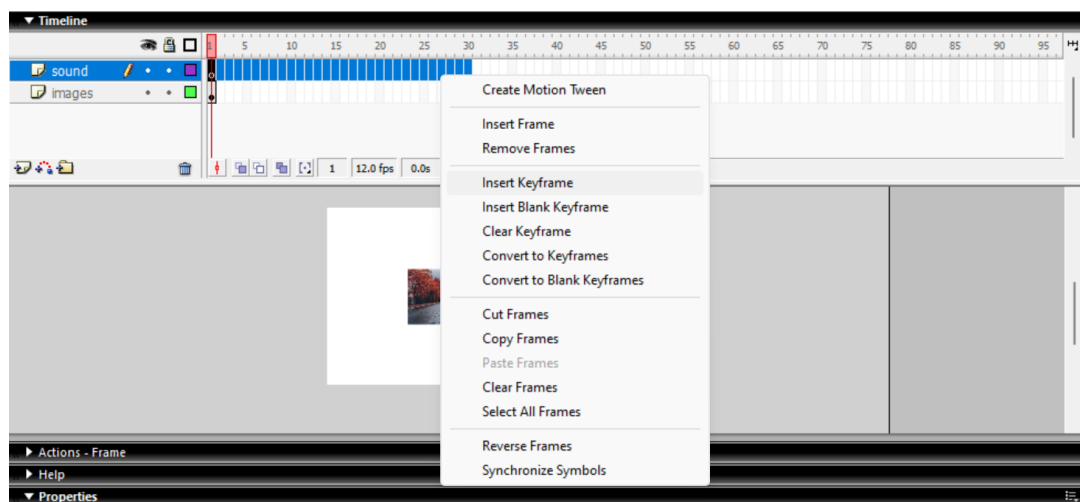 Timeline
1 5 10 15 20 25 30 35 40 45 50 55 60 65 70 75 80 85 90 95
sound
images
1 12.0 fps 0.0s
Create Motion Tween
Insert Frame
Remove Frames
Insert Keyframe
Insert Blank Keyframe
Clear Keyframe
Convert to Keyframes
Convert to Blank Keyframes
Cut Frames
Copy Frames
Paste Frames
Clear Frames
Select All Frames
Reverse Frames
Synchronize Symbols
Actions - Frame
Help
Properties